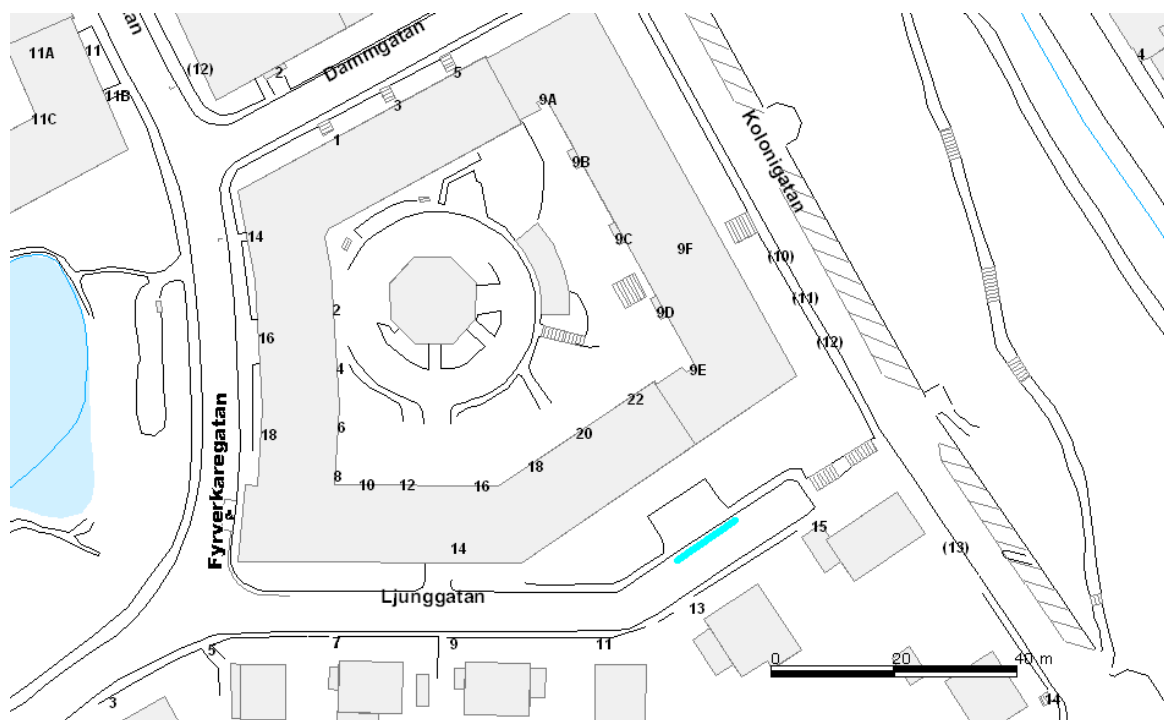 11A
11
11B
11C
(12)
2
Dammgatan
1
3
5
4
9A
9B
9C
9D
9E
9F
Kolonigatan
(10)
(11)
(12)
(13)
14
16
18
Fyrverkaregatan
2
4
6
8
10
12
16
18
20
22
14
Ljunggatan
15
13
3
5
7
9
11
14
0 20 40 m